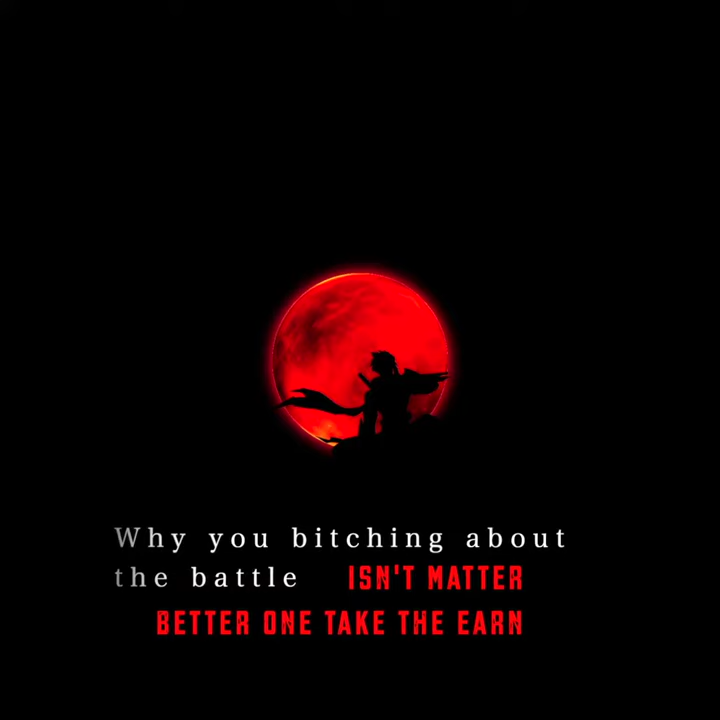 Why you bitching about
the battle ISN'T MATTER
BETTER ONE TAKE THE EARN